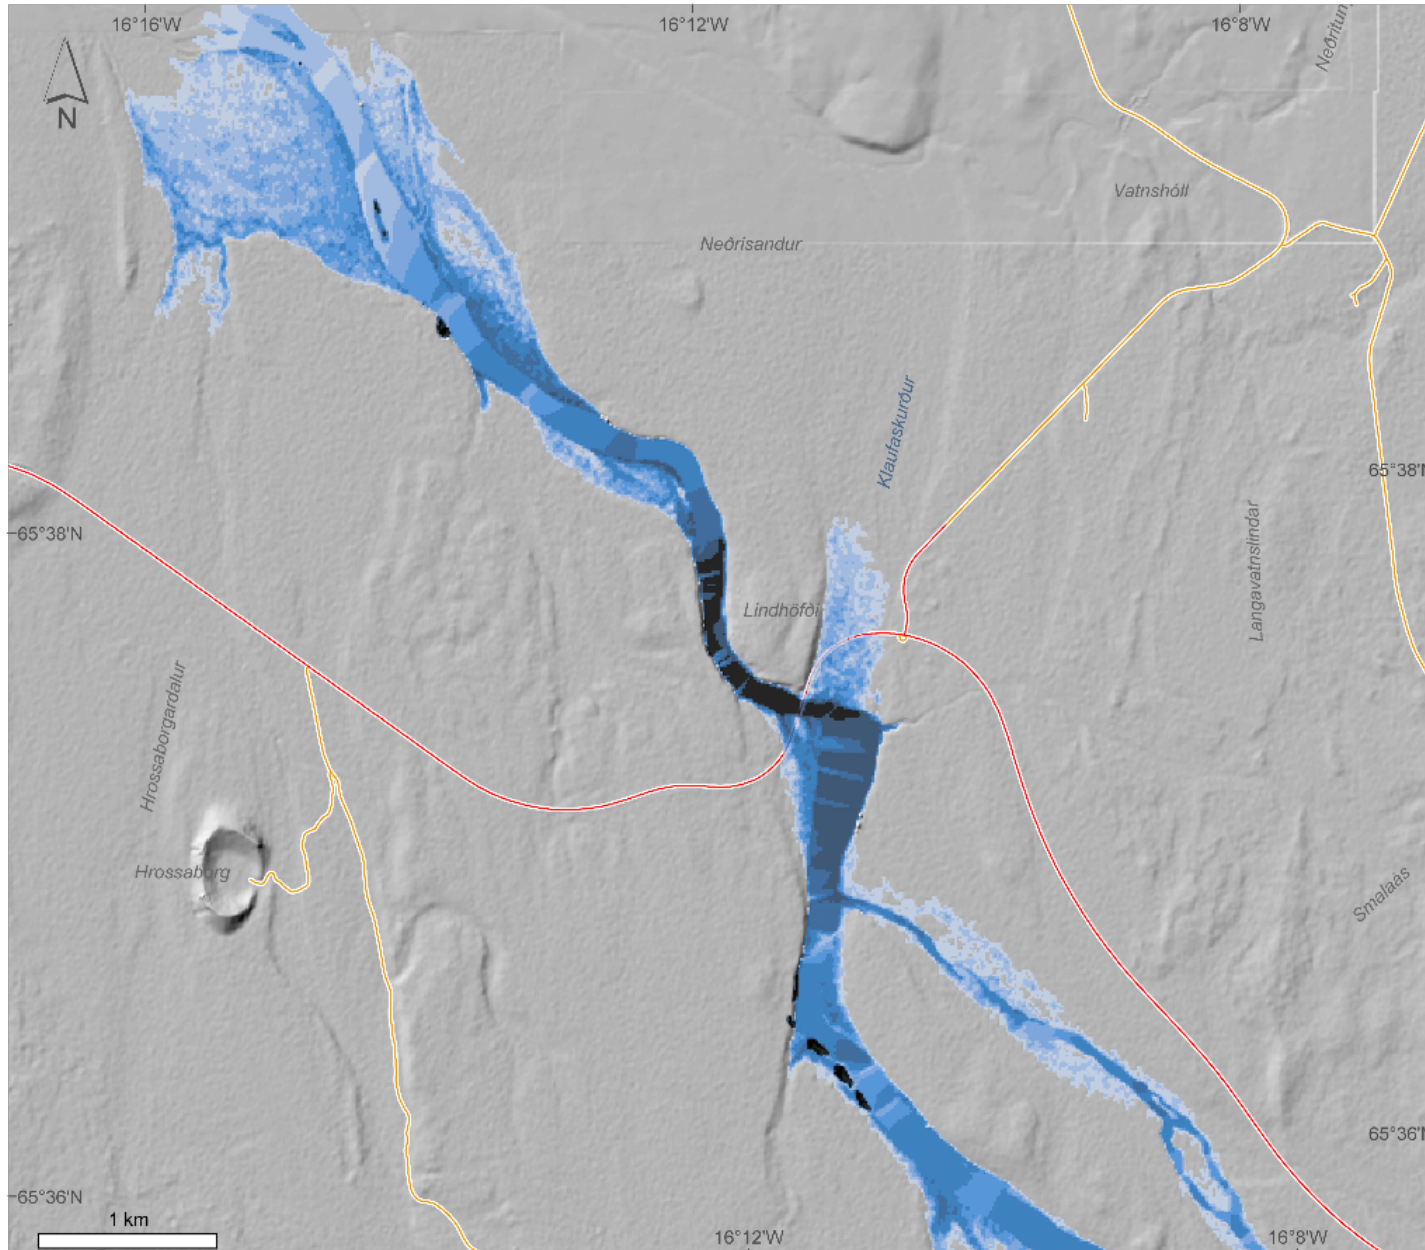 16°16'W
16°12'W
16°8'W
N
Neðritun
Vatnshóll
Neðrisandur
Klaufaskurður
65°38'N
65°38'N
Langavatnslindar
Lindhöfði
Hrossaborgardalur
Hrossaborg
Smalaás
65°36'N
65°36'N
1 km
16°12'W
16°8'W